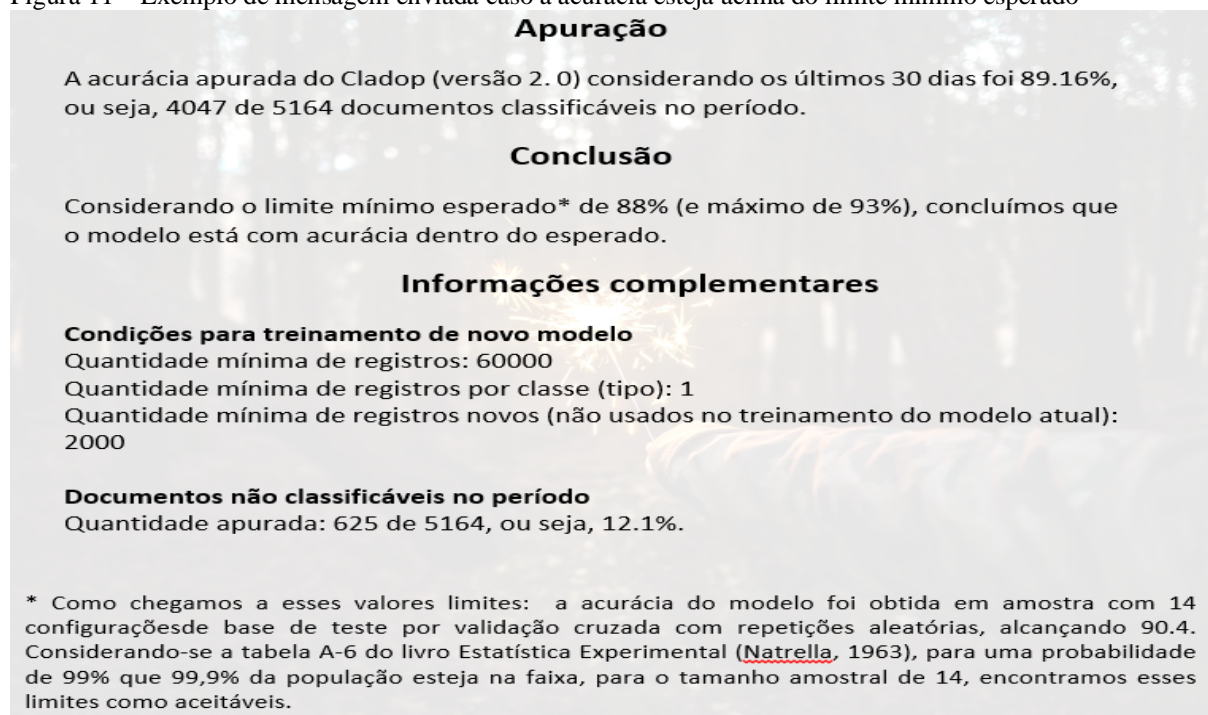 Figura 11 – Exemplo de mensagem enviada caso a acurácia esteja acima do limite mínimo esperado
Apuração
A acurácia apurada do Cladop (versão 2. 0) considerando os últimos 30 dias foi 89.16%,
ou seja, 4047 de 5164 documentos classificáveis no período.
Conclusão
Considerando o limite mínimo esperado* de 88% (e máximo de 93%), concluímos que
o modelo está com acurácia dentro do esperado.
Informações complementares
Condições para treinamento de novo modelo
Quantidade mínima de registros: 60000
Quantidade mínima de registros por classe (tipo): 1
Quantidade mínima de registros novos (não usados no treinamento do modelo atual):
2000
Documentos não classificáveis no período
Quantidade apurada: 625 de 5164, ou seja, 12.1%.
* Como chegamos a esses valores limites: a acurácia do modelo foi obtida em amostra com 14
configuraçõesde base de teste por validação cruzada com repetições aleatórias, alcançando 90.4.
Considerando-se a tabela A-6 do livro Estatística Experimental (Natrella, 1963), para uma probabilidade
de 99% que 99,9% da população esteja na faixa, para o tamanho amostral de 14, encontramos esses
limites como aceitáveis.